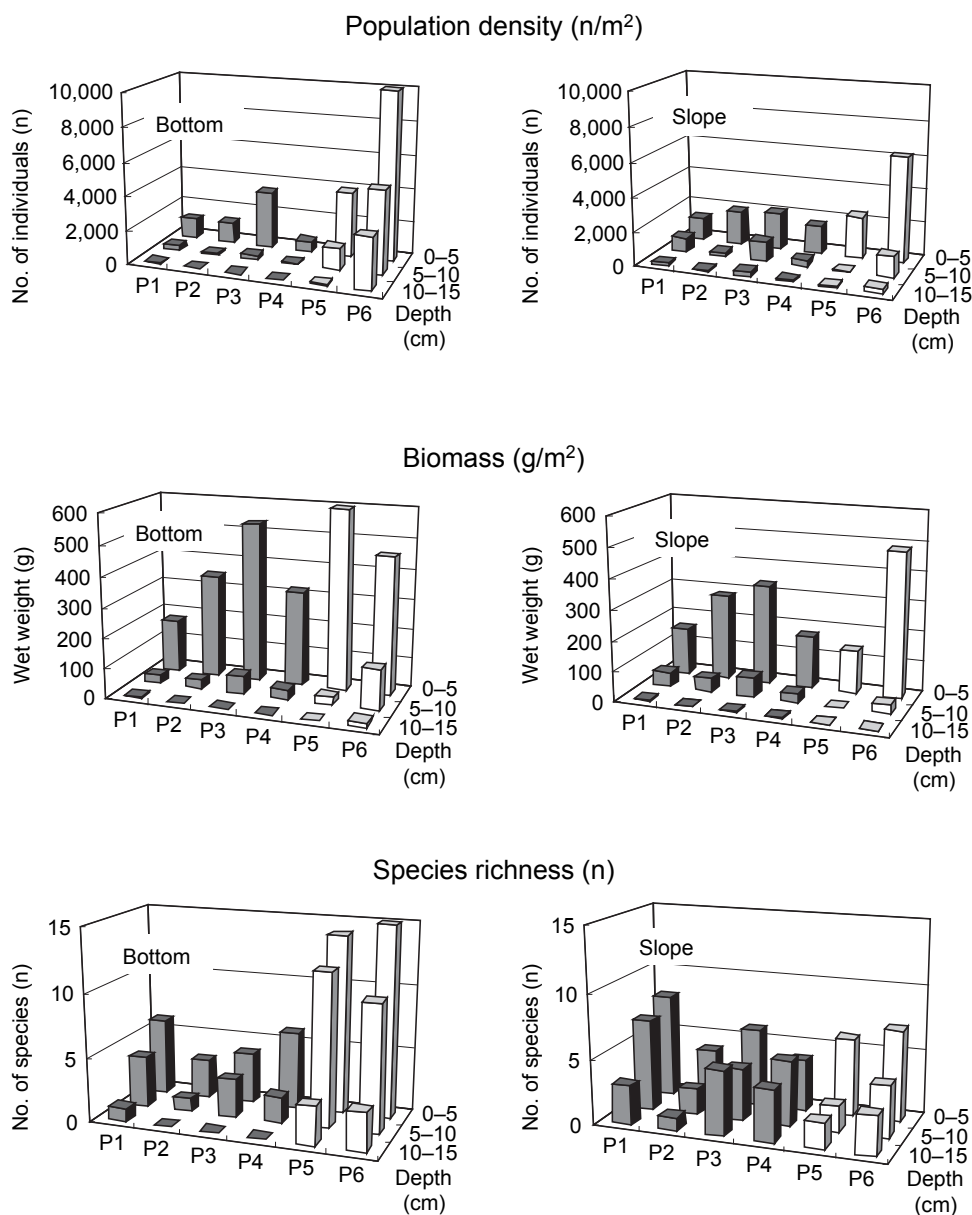 Population density (n/m²)
No. of individuals (n)
10,000
8,000
6,000
4,000
2,000
0
Bottom
P1 P2 P3 P4 P5 P6
0–5
5–10
10–15
Depth
(cm)
No. of individuals (n)
10,000
8,000
6,000
4,000
2,000
0
Slope
P1 P2 P3 P4 P5 P6
0–5
5–10
10–15
Depth
(cm)
Biomass (g/m²)
Wet weight (g)
600
500
400
300
200
100
0
Bottom
P1 P2 P3 P4 P5 P6
0–5
5–10
10–15
Depth
(cm)
Wet weight (g)
600
500
400
300
200
100
0
Slope
P1 P2 P3 P4 P5 P6
0–5
5–10
10–15
Depth
(cm)
Species richness (n)
No. of species (n)
15
10
5
0
Bottom
P1 P2 P3 P4 P5 P6
0–5
5–10
10–15
Depth
(cm)
No. of species (n)
15
10
5
0
Slope
P1 P2 P3 P4 P5 P6
0–5
5–10
10–15
Depth
(cm)